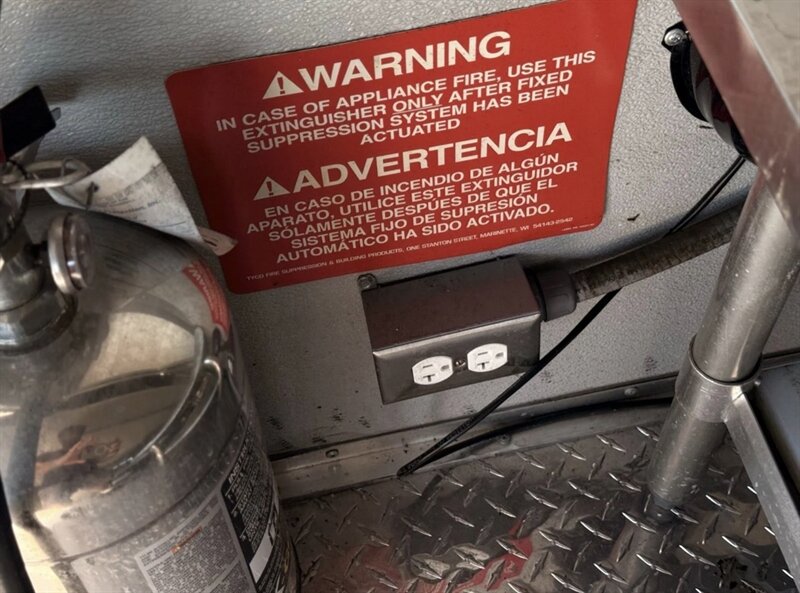 WARNING
IN CASE OF APPLIANCE FIRE, USE THIS
EXTINGUISHER ONLY AFTER FIXED
SUPPRESSION SYSTEM HAS BEEN
ACTUATED
ADVERTENCIA
EN CASO DE INCENDIO DE ALGÚN
APARATO, UTILICE ESTE EXTINGUIDOR
SÓLAMENTE DESPÚES DE QUE EL
SISTEMA FIJO DE SUPRESIÓN
AUTOMÁTICO HA SIDO ACTIVADO.
TYCO FIRE SUPPRESSION & BUILDING PRODUCTS, ONE STANTON STREET, MARINETTE, WI 54143-2542